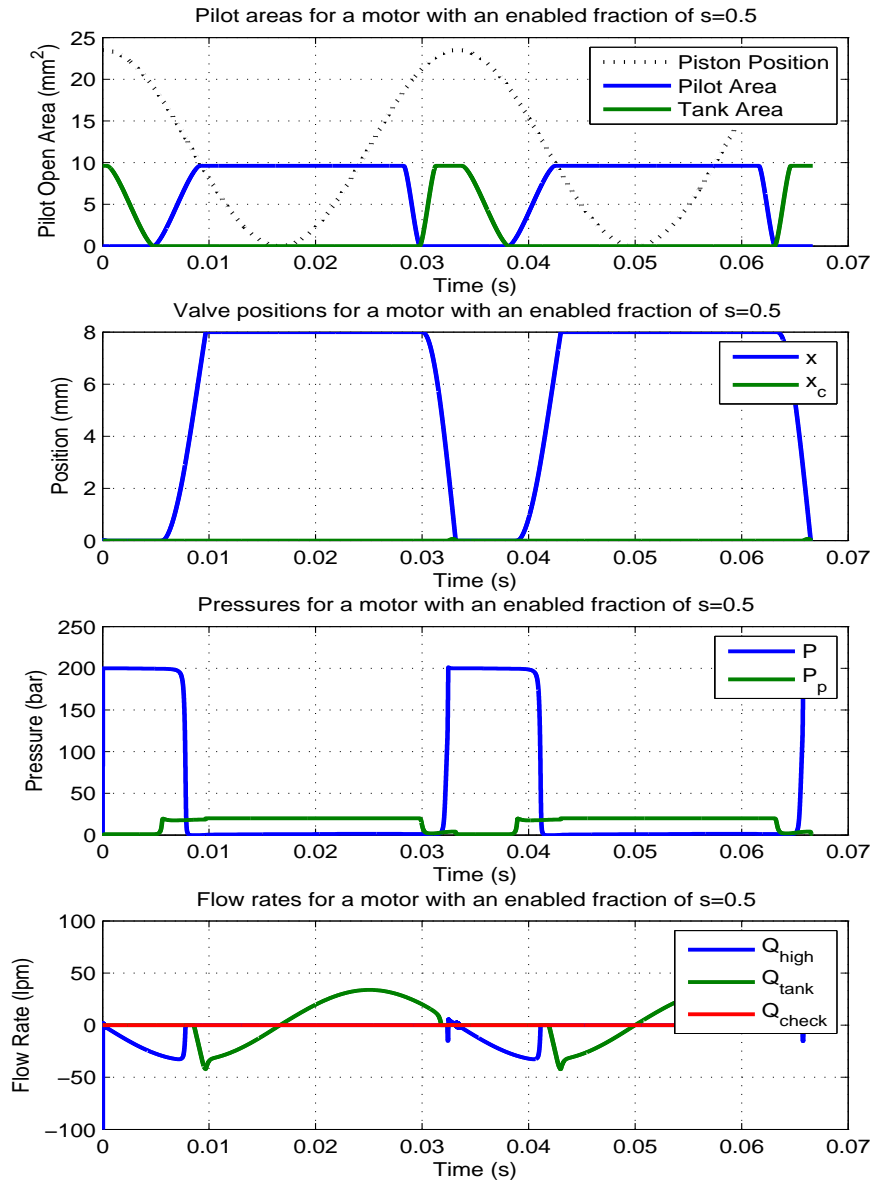 Pilot areas for a motor with an enabled fraction of s=0.5
Pilot Open Area (mm²)
25
20
15
10
5
0
Piston Position
Pilot Area
Tank Area
0 0.01 0.02 0.03 0.04 0.05 0.06 0.07
Time (s)
Valve positions for a motor with an enabled fraction of s=0.5
Position (mm)
8
6
4
2
0
x
x_c
0 0.01 0.02 0.03 0.04 0.05 0.06 0.07
Time (s)
Pressures for a motor with an enabled fraction of s=0.5
Pressure (bar)
250
200
150
100
50
0
P
P_p
0 0.01 0.02 0.03 0.04 0.05 0.06 0.07
Time (s)
Flow rates for a motor with an enabled fraction of s=0.5
Flow Rate (lpm)
100
50
0
−50
−100
Q_high
Q_tank
Q_check
0 0.01 0.02 0.03 0.04 0.05 0.06 0.07
Time (s)